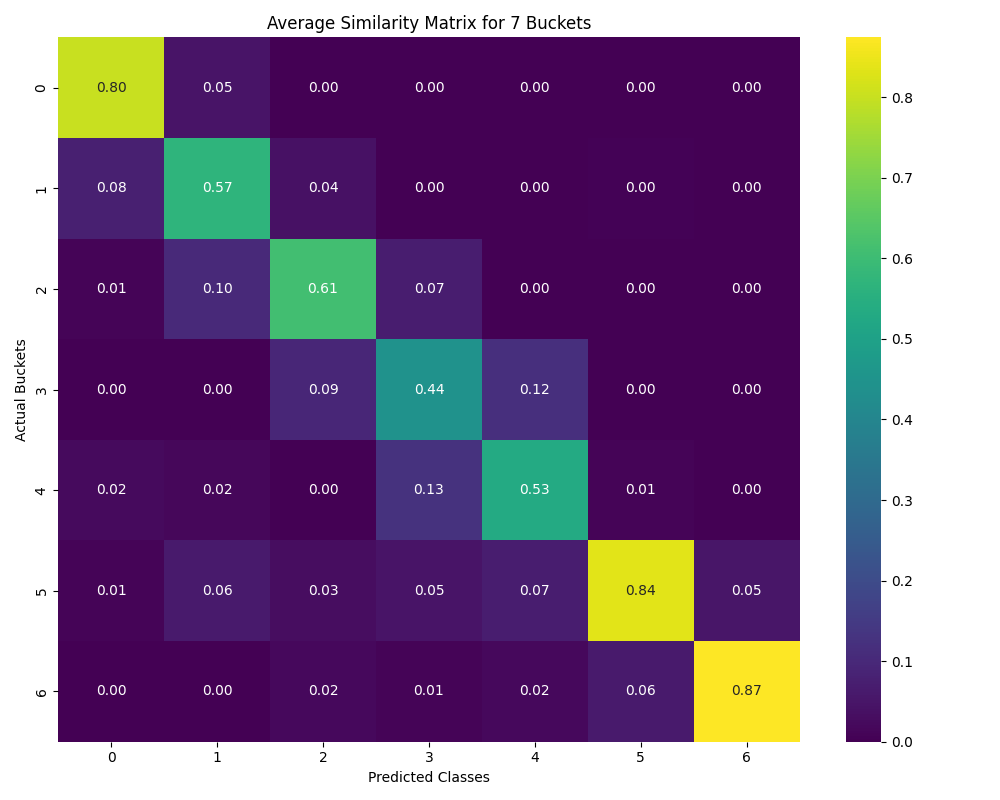 Average Similarity Matrix for 7 Buckets
0 0.80 0.05 0.00 0.00 0.00 0.00 0.00
1 0.08 0.57 0.04 0.00 0.00 0.00 0.00
2 0.01 0.10 0.61 0.07 0.00 0.00 0.00
3 0.00 0.00 0.09 0.44 0.12 0.00 0.00
4 0.02 0.02 0.00 0.13 0.53 0.01 0.00
5 0.01 0.06 0.03 0.05 0.07 0.84 0.05
6 0.00 0.00 0.02 0.01 0.02 0.06 0.87
0 1 2 3 4 5 6
Predicted Classes
Actual Buckets
0.8
0.7
0.6
0.5
0.4
0.3
0.2
0.1
0.0